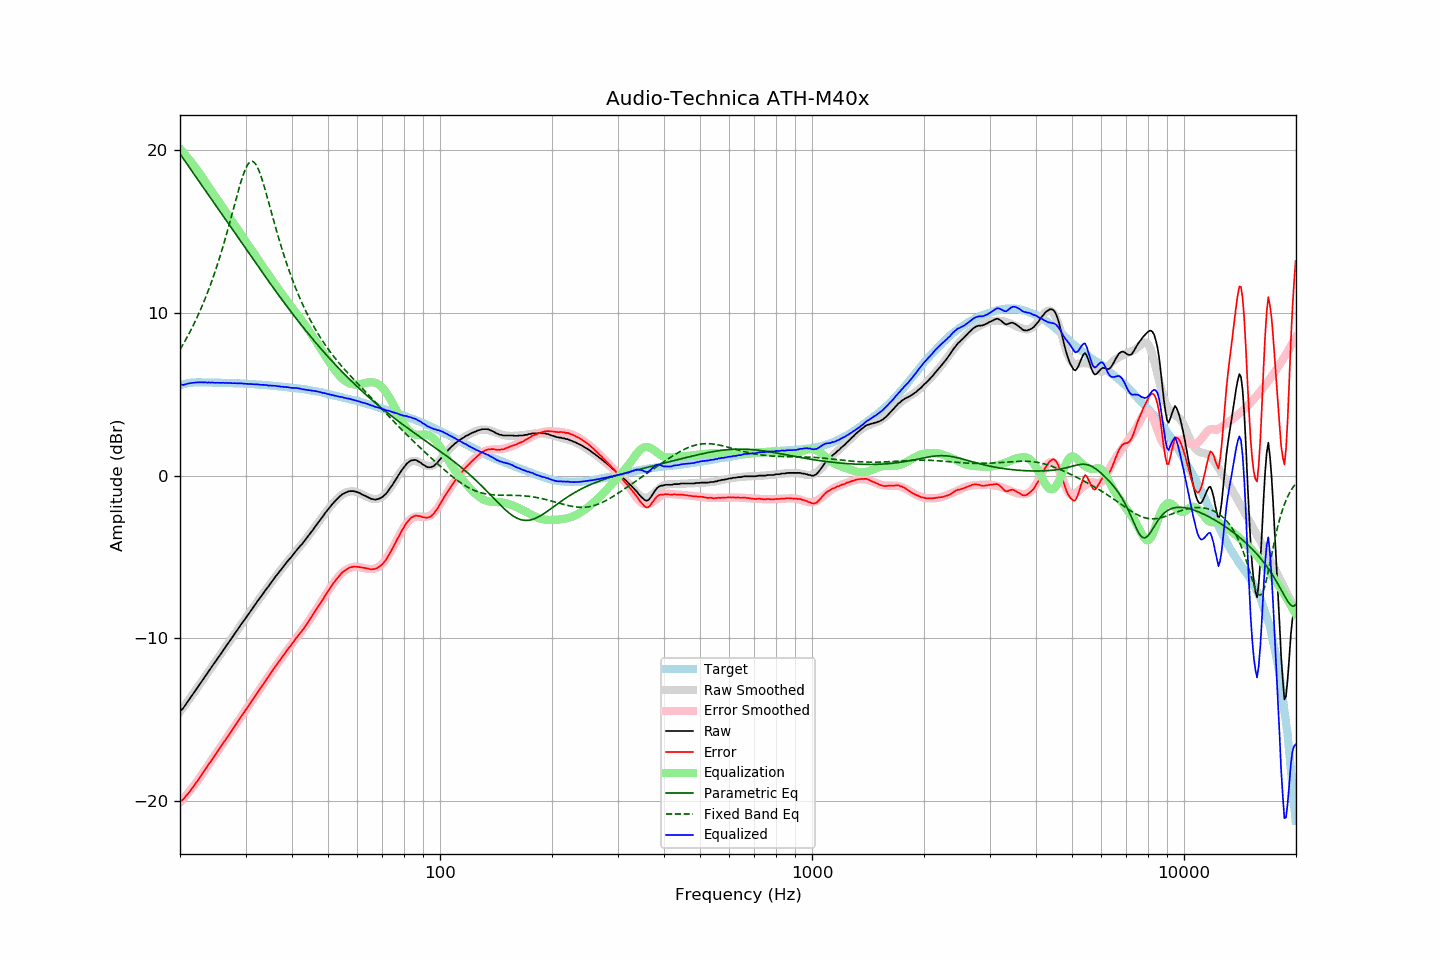 Audio-Technica ATH-M40x
Amplitude (dBr)
20
10
0
−10
−20
Target
Raw Smoothed
Error Smoothed
Raw
Error
Equalization
Parametric Eq
Fixed Band Eq
Equalized
100
1000
10000
Frequency (Hz)